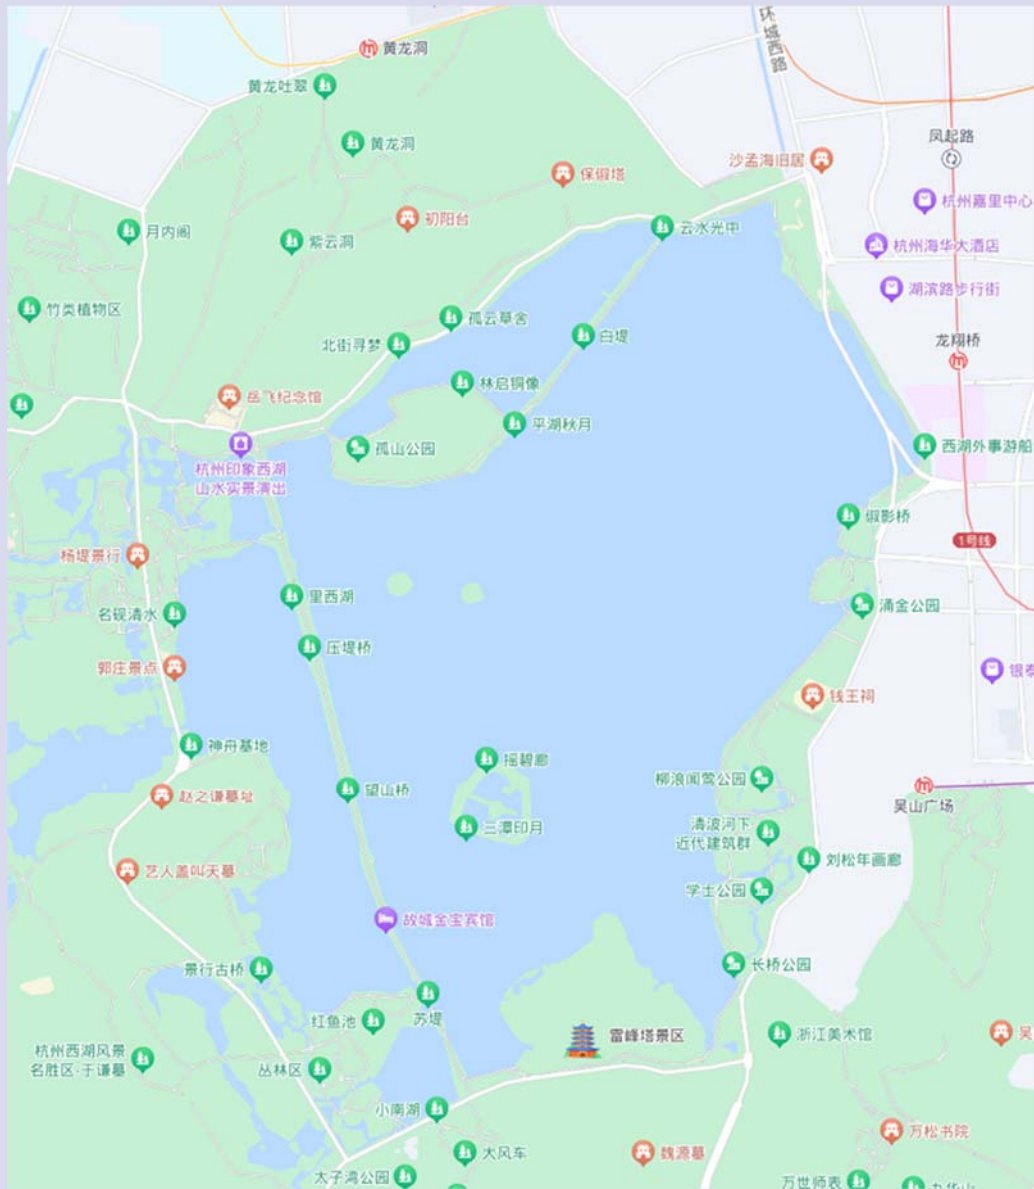 黄龙洞
环城西路
黄龙吐翠
黄龙洞
凤起路
沙孟海旧居
保俶塔
杭州嘉里中心
初阳台
云水光中
月内阁
紫云洞
杭州海华大酒店
湖滨路步行街
竹类植物区
孤云草舍
北街寻梦
白堤
龙翔桥
林启铜像
岳飞纪念馆
平湖秋月
孤山公园
西湖外事游船
杭州印象西湖
山水实景演出
俶影桥
1号线
杨堤景行
里西湖
涌金公园
名砚清水
压堤桥
郭庄景点
银泰
钱王祠
神舟基地
摇碧廊
柳浪闻莺公园
望山桥
赵之谦墓址
吴山广场
三潭印月
清波河下
近代建筑群
刘松年画廊
艺人盖叫天墓
学士公园
故城金宝宾馆
景行古桥
长桥公园
红鱼池
苏堤
雷峰塔景区
浙江美术馆
吴
杭州西湖风景
名胜区-于谦墓
丛林区
小南湖
万松书院
大风车
魏源墓
太子湾公园
万世师表
九华山